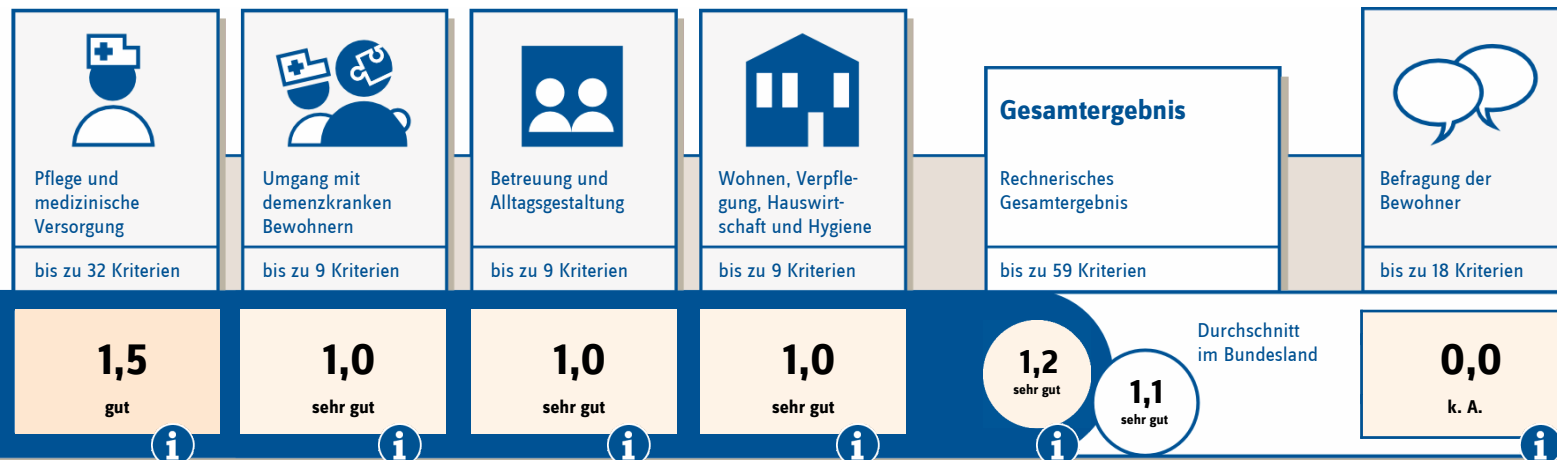 Pflege und
medizinische
Versorgung
bis zu 32 Kriterien
1,5
gut
Umgang mit
demenzkranken
Bewohnern
bis zu 9 Kriterien
1,0
sehr gut
Betreuung und
Alltagsgestaltung
bis zu 9 Kriterien
1,0
sehr gut
Wohnen, Verpfle-
gung, Hauswirt-
schaft und Hygiene
bis zu 9 Kriterien
1,0
sehr gut
Gesamtergebnis
Rechnerisches
Gesamtergebnis
bis zu 59 Kriterien
1,2
sehr gut
1,1
sehr gut
Durchschnitt
im Bundesland
Befragung der
Bewohner
bis zu 18 Kriterien
0,0
k. A.